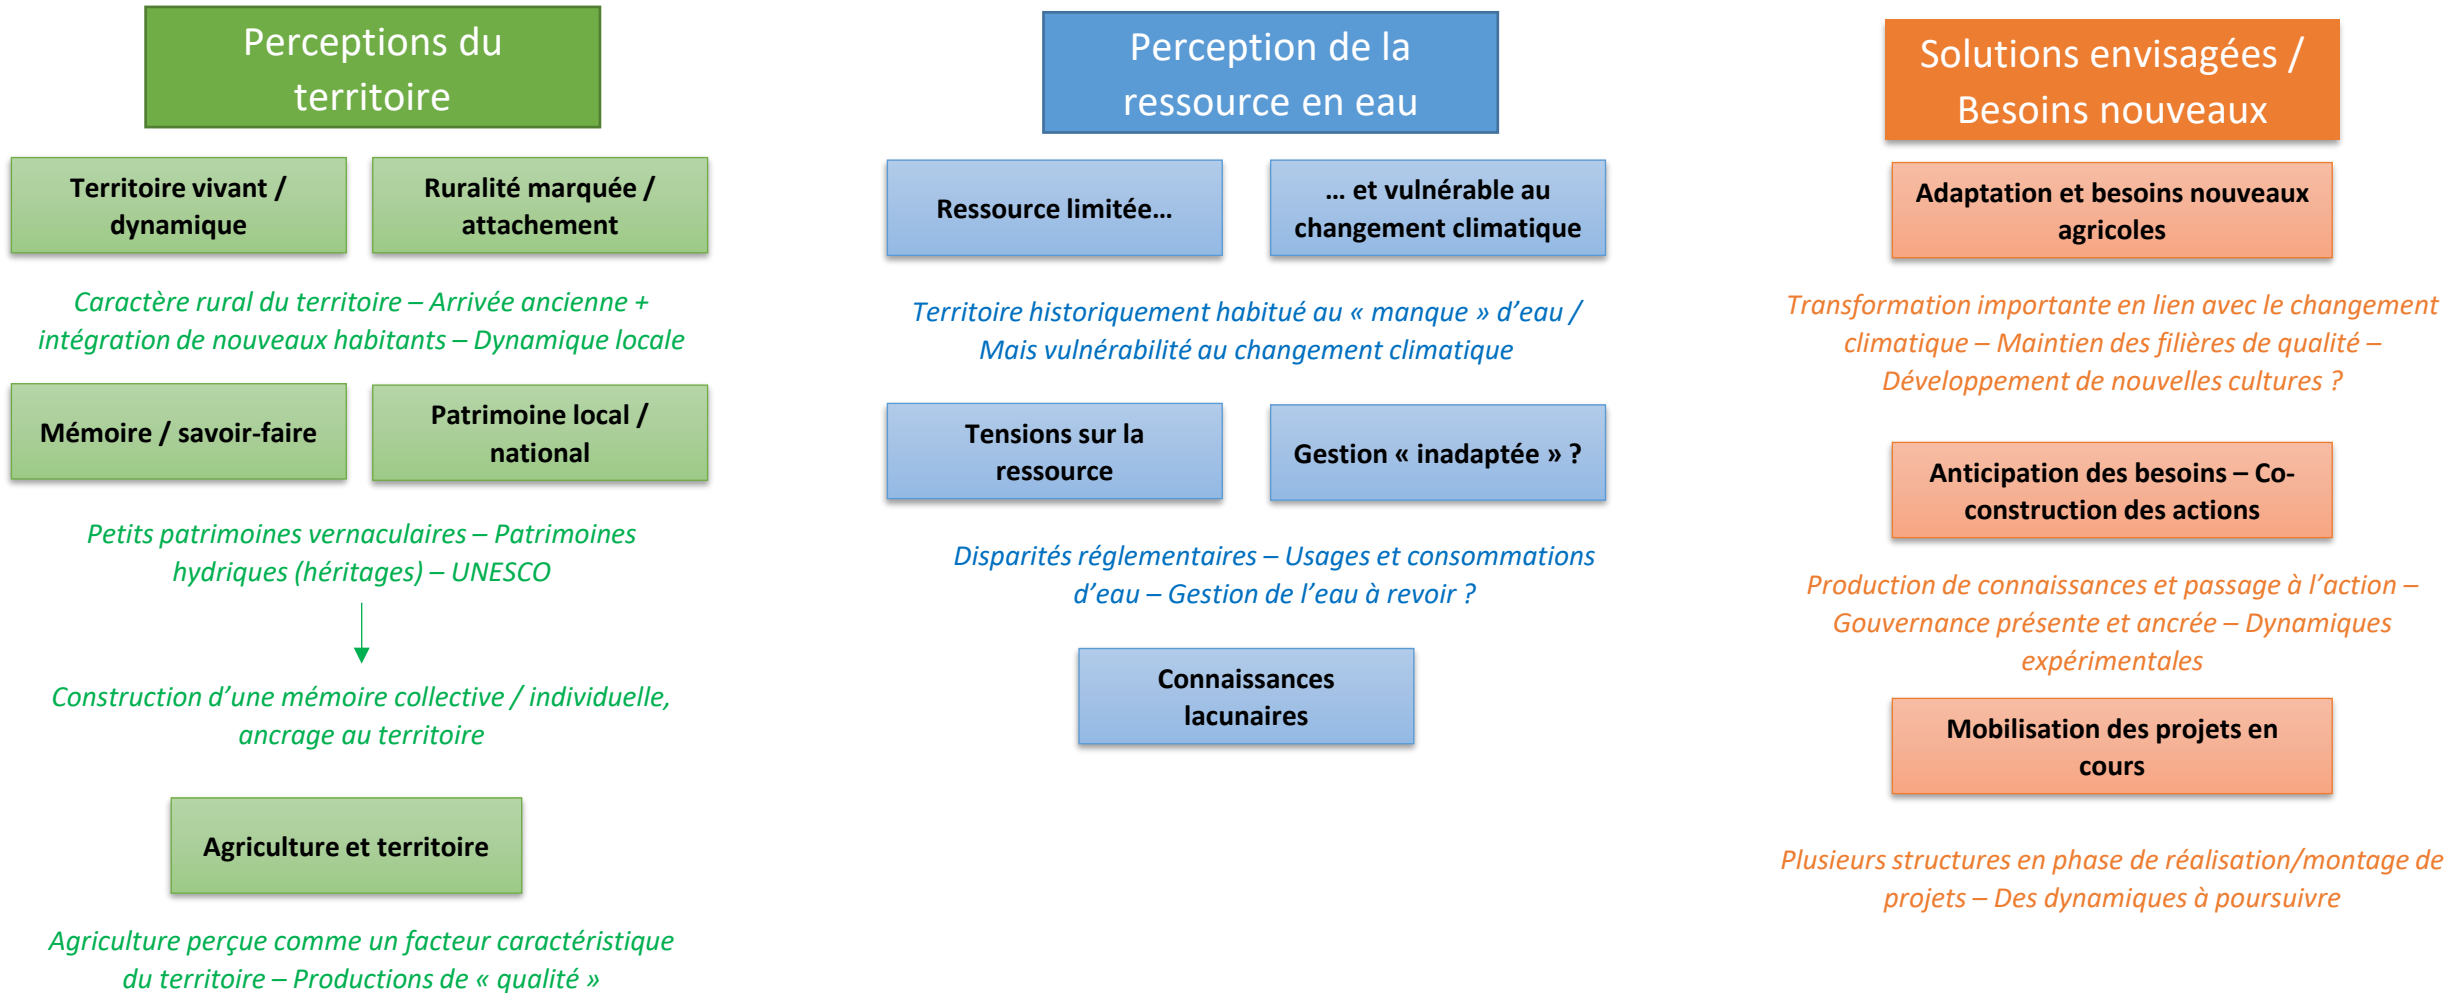 Perceptions du
territoire
Territoire vivant /
dynamique
Ruralité marquée /
attachement
Caractère rural du territoire – Arrivée ancienne +
intégration de nouveaux habitants – Dynamique locale
Mémoire / savoir-faire
Patrimoine local /
national
Petits patrimoines vernaculaires – Patrimoines
hydriques (héritages) – UNESCO
Construction d’une mémoire collective / individuelle,
ancrage au territoire
Agriculture et territoire
Agriculture perçue comme un facteur caractéristique
du territoire – Productions de « qualité »
Perception de la
ressource en eau
Ressource limitée…
… et vulnérable au
changement climatique
Territoire historiquement habitué au « manque » d’eau /
Mais vulnérabilité au changement climatique
Tensions sur la
ressource
Gestion « inadaptée » ?
Disparités réglementaires – Usages et consommations
d’eau – Gestion de l’eau à revoir ?
Connaissances
lacunaires
Solutions envisagées /
Besoins nouveaux
Adaptation et besoins nouveaux
agricoles
Transformation importante en lien avec le changement
climatique – Maintien des filières de qualité –
Développement de nouvelles cultures ?
Anticipation des besoins – Co-
construction des actions
Production de connaissances et passage à l’action –
Gouvernance présente et ancrée – Dynamiques
expérimentales
Mobilisation des projets en
cours
Plusieurs structures en phase de réalisation/montage de
projets – Des dynamiques à poursuivre